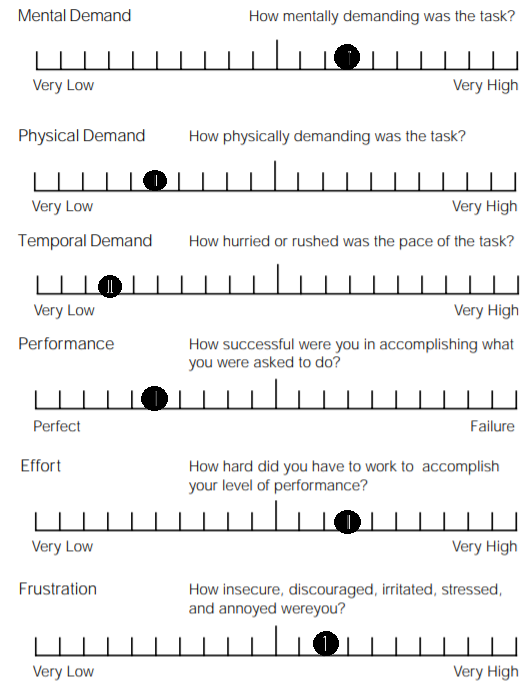 Mental Demand How mentally demanding was the task?
Very Low Very High
Physical Demand How physically demanding was the task?
Very Low Very High
Temporal Demand How hurried or rushed was the pace of the task?
Very Low Very High
Performance How successful were you in accomplishing what
you were asked to do?
Perfect Failure
Effort How hard did you have to work to accomplish
your level of performance?
Very Low Very High
Frustration How insecure, discouraged, irritated, stressed,
and annoyed wereyou?
Very Low Very High